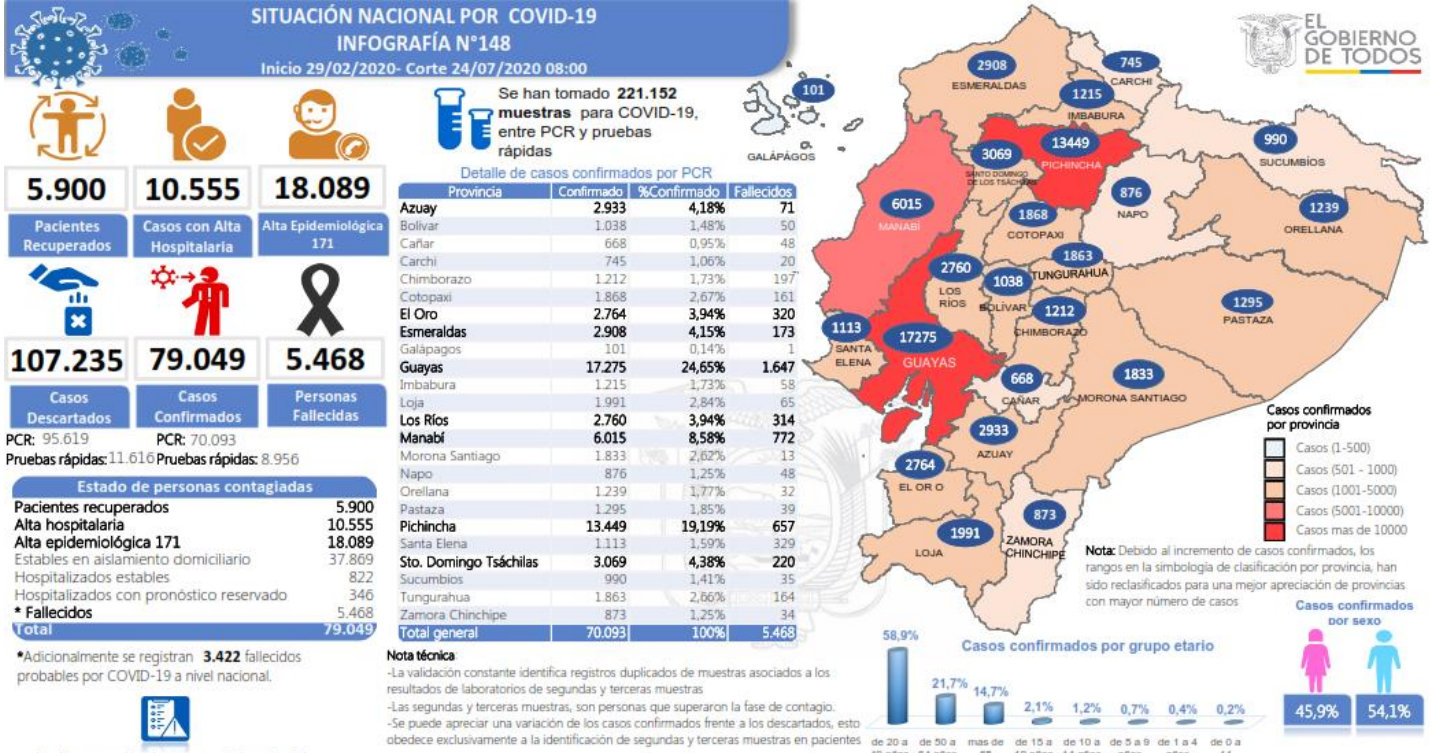 SITUACIÓN NACIONAL POR COVID-19
INFOGRAFÍA N°148
Inicio 29/02/2020- Corte 24/07/2020 08:00
EL
GOBIERNO
DE TODOS
5.900
Pacientes
Recuperados
10.555
Casos con Alta
Hospitalaria
18.089
Alta Epidemiológica
171
107.235
Casos
Descartados
79.049
Casos
Confirmados
5.468
Personas
Fallecidas
PCR: 95.619 PCR: 70.093
Pruebas rápidas: 11.616 Pruebas rápidas: 8.956
Estado de personas contagiadas
Pacientes recuperados 5.900
Alta hospitalaria 10.555
Alta epidemiológica 171 18.089
Estables en aislamiento domiciliario 37.869
Hospitalizados estables 822
Hospitalizados con pronóstico reservado 346
* Fallecidos 5.468
Total 79.049
*Adicionalmente se registran 3.422 fallecidos
probables por COVID-19 a nivel nacional.
Se han tomado 221.152
muestras para COVID-19,
entre PCR y pruebas
rápidas
Detalle de casos confirmados por PCR
Provincia Confirmado %Confirmado Fallecidos
Azuay 2.933 4,18% 71
Bolívar 1.038 1,48% 50
Cañar 668 0,95% 48
Carchi 745 1,06% 20
Chimborazo 1.212 1,73% 197
Cotopaxi 1.868 2,67% 161
El Oro 2.764 3,94% 320
Esmeraldas 2.908 4,15% 173
Galápagos 101 0,14% 1
Guayas 17.275 24,65% 1.647
Imbabura 1.215 1,73% 58
Loja 1.991 2,84% 65
Los Ríos 2.760 3,94% 314
Manabí 6.015 8,58% 772
Morona Santiago 1.833 2,62% 13
Napo 876 1,25% 48
Orellana 1.239 1,77% 32
Pastaza 1.295 1,85% 39
Pichincha 13.449 19,19% 657
Santa Elena 1.113 1,59% 329
Sto. Domingo Tsáchilas 3.069 4,38% 220
Sucumbíos 990 1,41% 35
Tungurahua 1.863 2,66% 164
Zamora Chinchipe 873 1,25% 34
Total general 70.093 100% 5.468
Nota técnica
-La validación constante identifica registros duplicados de muestras asociados a los
resultados de laboratorios de segundas y terceras muestras
-Las segundas y terceras muestras, son personas que superaron la fase de contagio.
-Se puede apreciar una variación de los casos confirmados frente a los descartados, esto
obedece exclusivamente a la identificación de segundas y terceras muestras en pacientes
101
GALÁPÁGOS
2908
ESMERALDAS
745
CARCHI
1215
IMBABURA
990
SUCUMBÍOS
13449
PICHINCHA
3069
SANTO DOMINGO
DE LOS TSÁCHILAS
876
NAPO
6015
MANABÍ
1239
ORELLANA
1868
COTOPAXI
1863
TUNGURAHUA
2760
LOS
RÍOS
1038
BOLÍVAR
1212
CHIMBORAZO
1295
PASTAZA
1113
SANTA
ELENA
17275
GUAYAS
668
CAÑAR
1833
MORONA SANTIAGO
2933
AZUAY
2764
EL OR O
1991
LOJA
873
ZAMORA
CHINCHIPE
Casos confirmados
por provincia
Casos (1-500)
Casos (501 - 1000)
Casos (1001-5000)
Casos (5001-10000)
Casos mas de 10000
Nota: Debido al incremento de casos confirmados, los
rangos en la simbología de clasificación por provincia, han
sido reclasificados para una mejor apreciación de provincias
con mayor número de casos
Casos confirmados por grupo etario
58,9% 21,7% 14,7% 2,1% 1,2% 0,7% 0,4% 0,2%
de 20 a de 50 a mas de de 15 a de 10 a de 5 a 9 de 1 a 4 de 0 a
Casos confirmados
por sexo
45,9% 54,1%